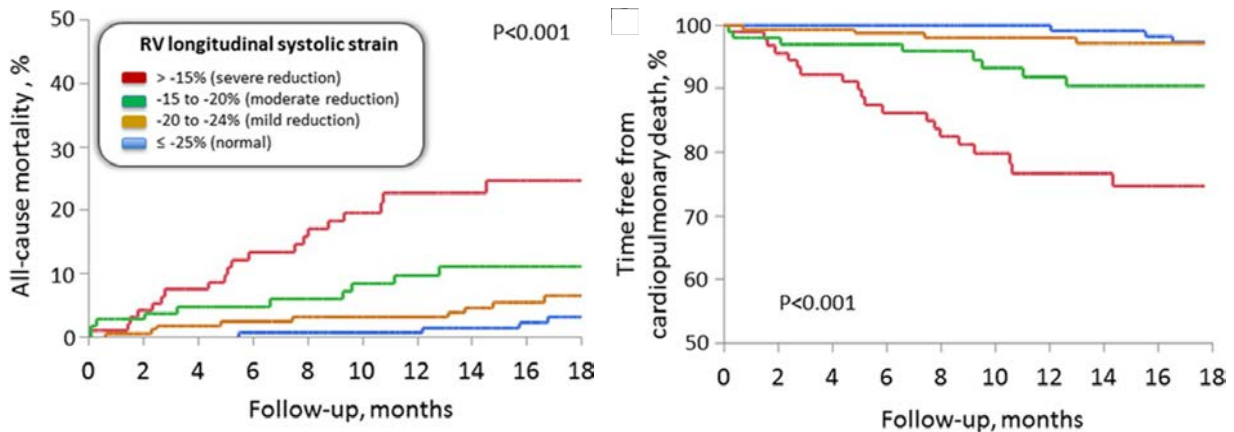 All-cause mortality, %
50
40
30
20
10
0
P<0.001
RV longitudinal systolic strain
> -15% (severe reduction)
-15 to -20% (moderate reduction)
-20 to -24% (mild reduction)
≤ -25% (normal)
0 2 4 6 8 10 12 14 16 18
Follow-up, months
Time free from
cardiopulmonary death, %
100
90
80
70
60
50
P<0.001
0 2 4 6 8 10 12 14 16 18
Follow-up, months